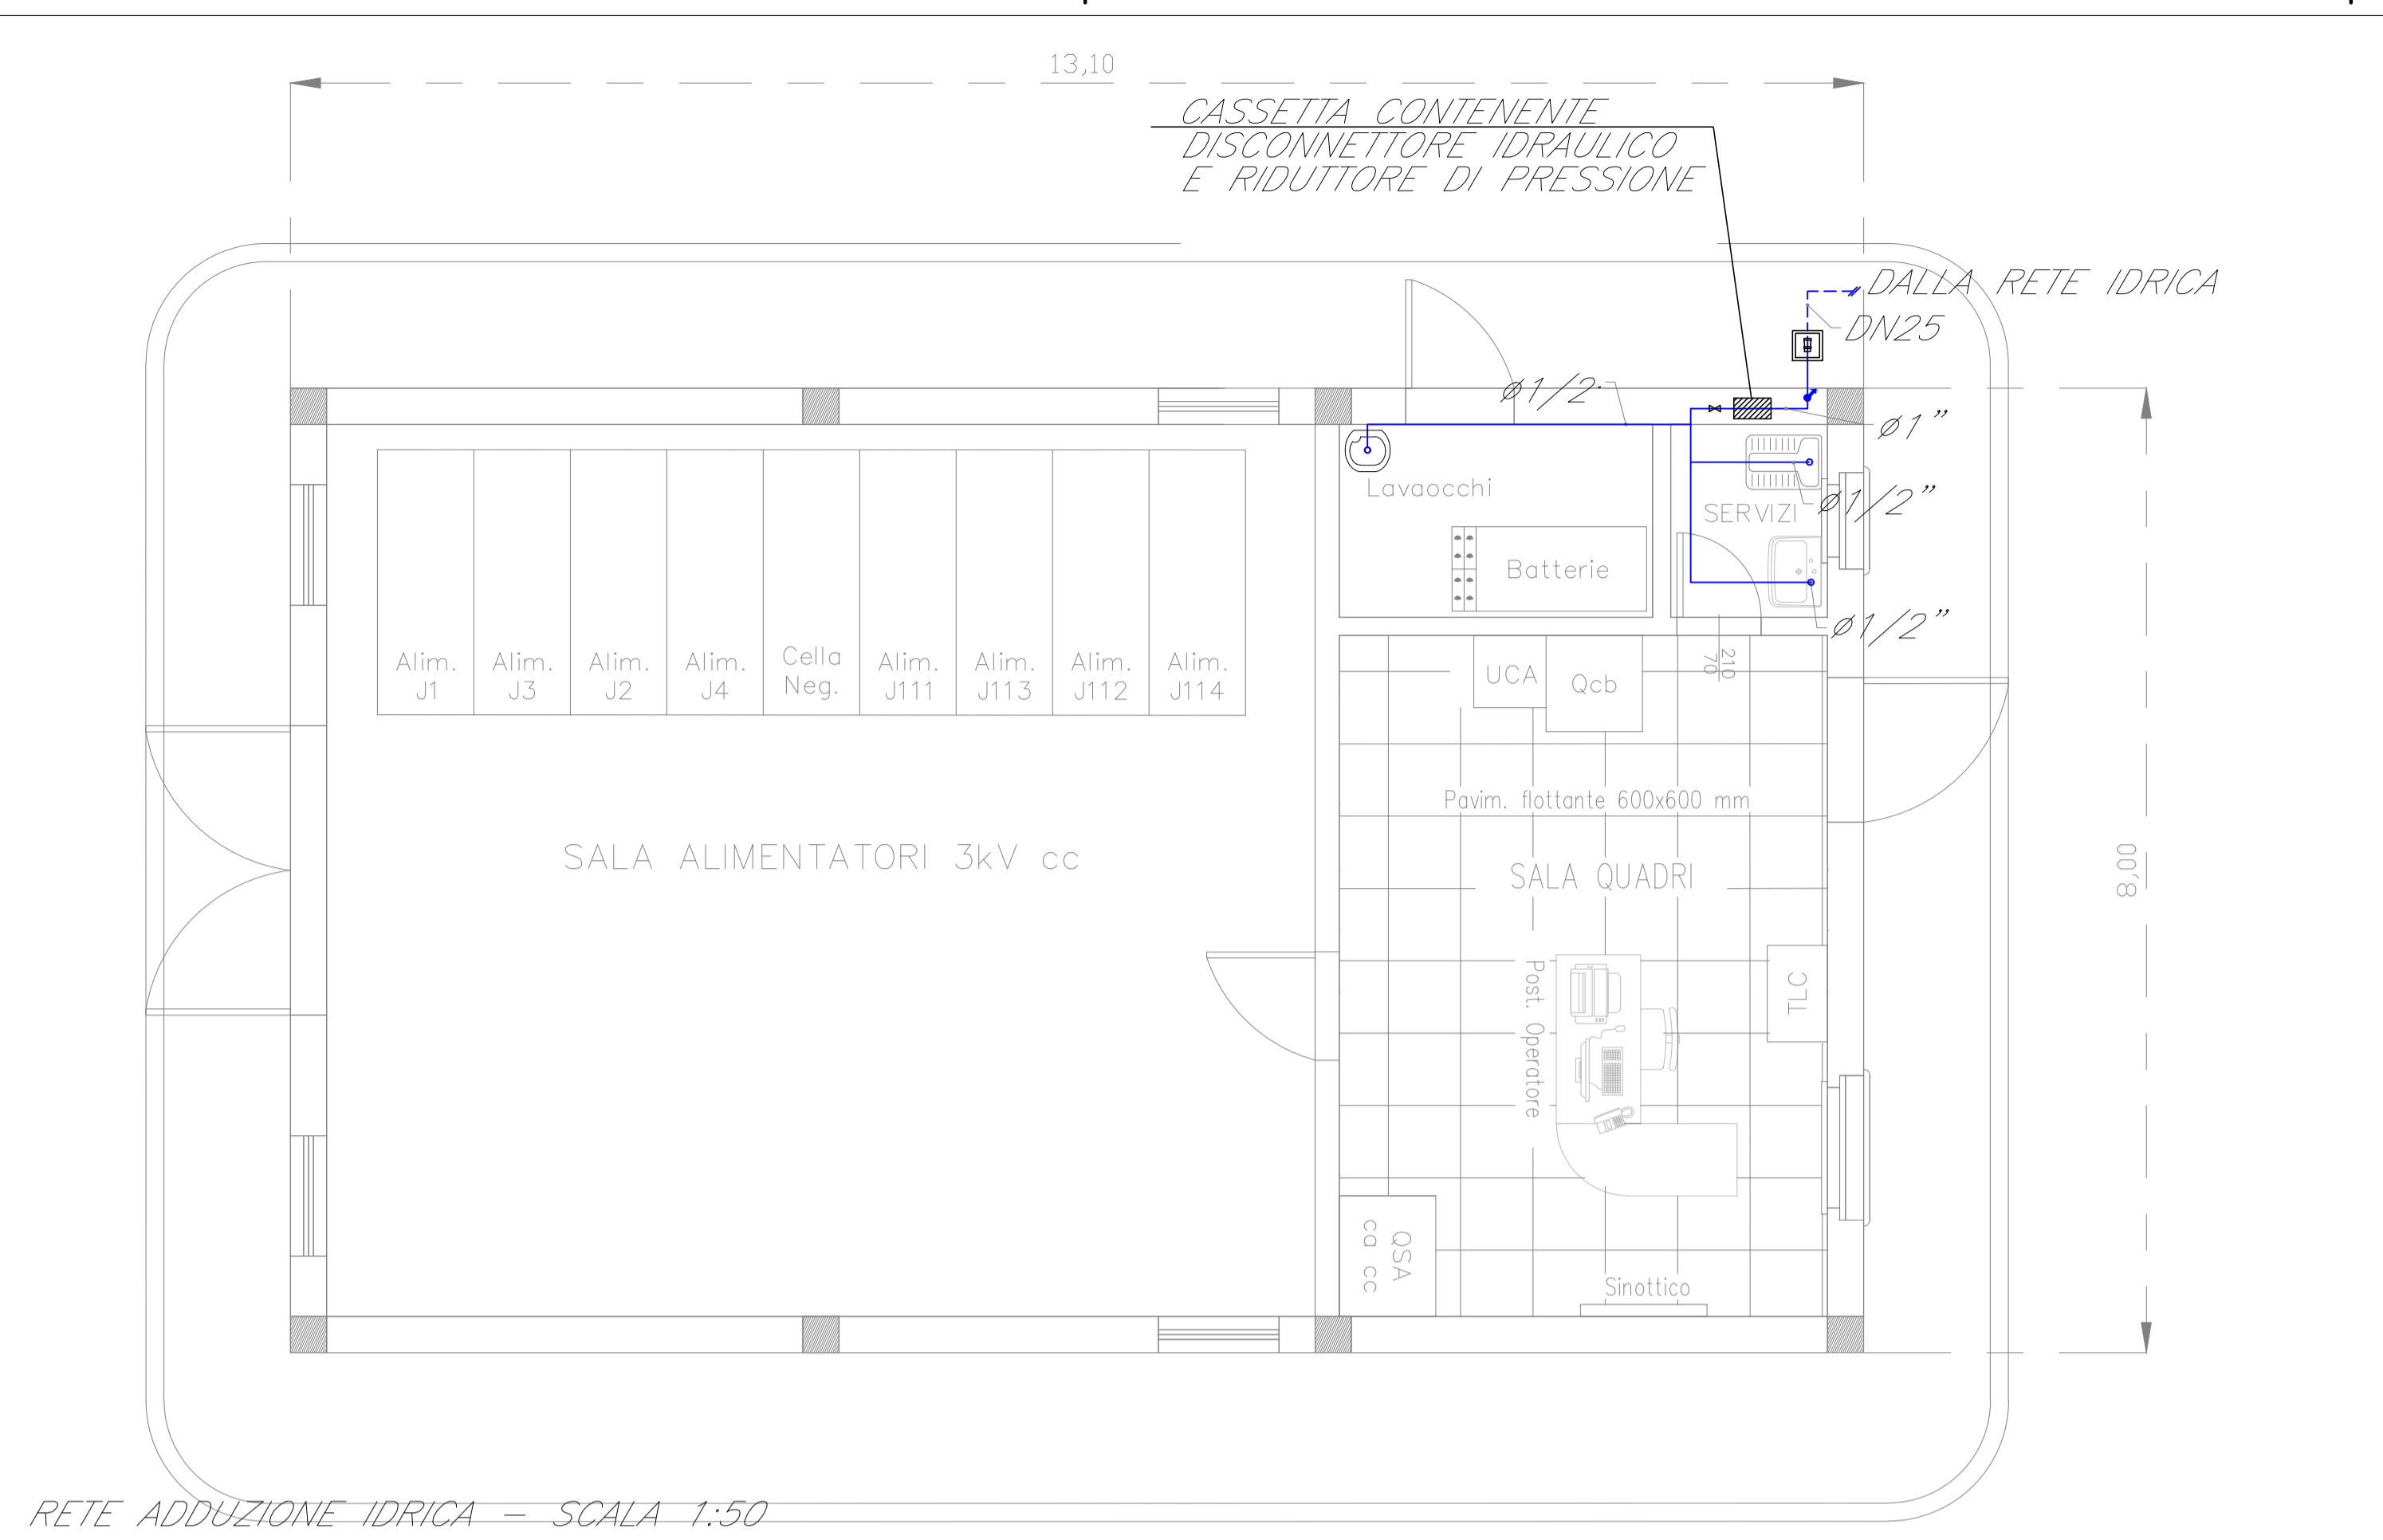 13,10
CASSETTA CONTENENTE
DISCONNETTORE IDRAULICO
E RIDUTTORE DI PRESSIONE
DALLA RETE IDRICA
DN25
ø1/2"
ø1"
Lavaocchi
SERVIZI
ø1/2"
Batterie
ø1/2"
Alim.
J1
Alim.
J3
Alim.
J2
Alim.
J4
Cella
Neg.
Alim.
J111
Alim.
J113
Alim.
J112
Alim.
J114
UCA
Qcb
210
70
Pavim. flottante 600x600 mm
SALA ALIMENTATORI 3kV cc
SALA QUADRI
8,00
Post. Operatore
TLC
QSA
ca cc
Sinottico
RETE ADDUZIONE IDRICA – SCALA 1:50